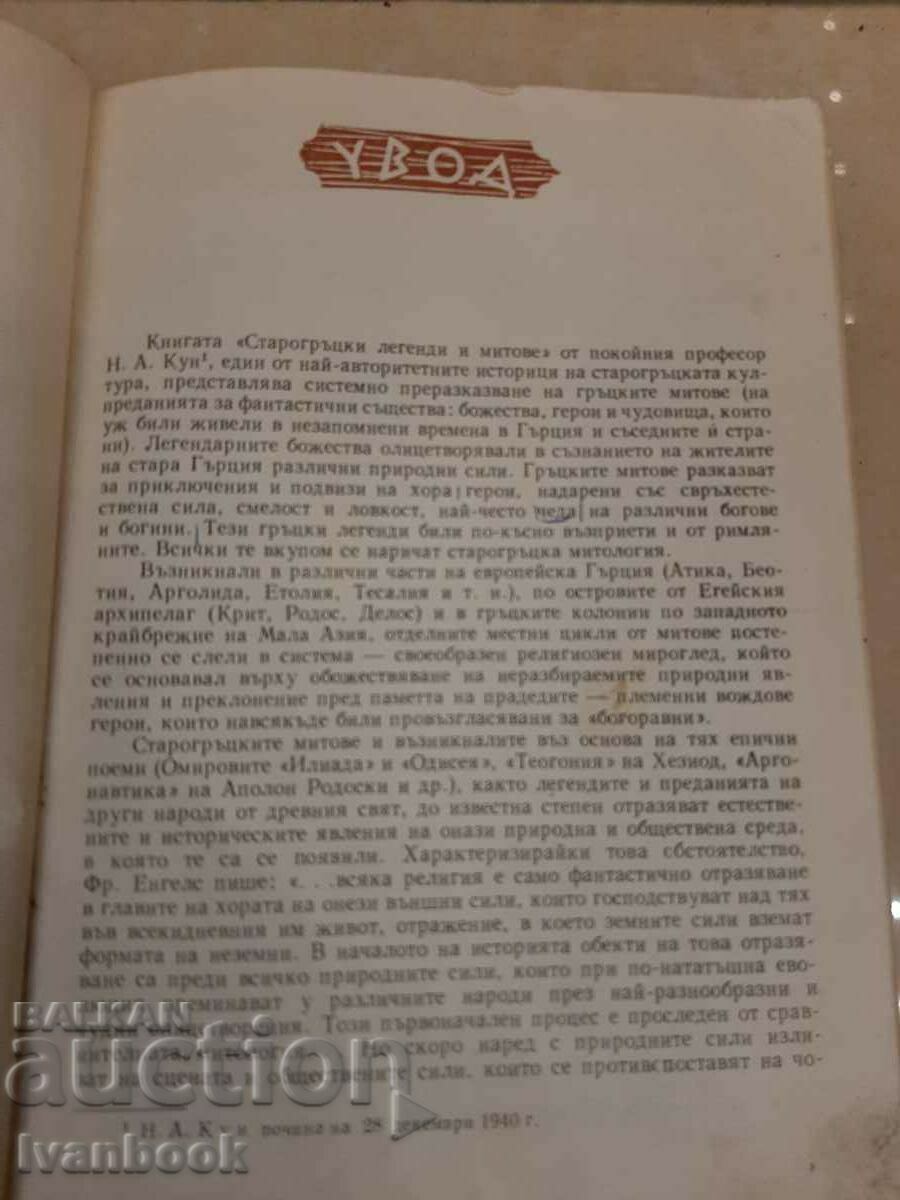 УВОД
Книгата «Старогръцки легенди и митове» от покойния професор
Н. А. Кун¹, един от най-авторитетните историци на старогръцката кул-
тура, представлява системно преразказване на гръцките митове (на
преданията за фантастични същества: божества, герои и чудовища, които
уж били живели в незапомнени времена в Гърция и съседните ѝ стра-
ни). Легендарните божества олицетворявали в съзнанието на жителите
на стара Гърция различни природни сили. Гръцките митове разказват
за приключения и подвизи на хора герои, надарени със свръхесте-
ствена сила, смелост и ловкост, най-често чеда на различни богове
и богини. Тези гръцки легенди били по-късно възприети и от римля-
ните. Всички те вкупом се наричат старогръцка митология.
Възникнали в различни части на европейска Гърция (Атика, Бео-
тия, Арголида, Етолия, Тесалия и т. н.), по островите от Егейския
архипелаг (Крит, Родос, Делос) и в гръцките колонии по западното
крайбрежие на Мала Азия, отделните местни цикли от митове посте-
пенно се слели в система — своеобразен религиозен мироглед, който
се основавал върху обожествяване на неразбираемите природни яв-
ления и преклонение пред паметта на прадедите — племенни вождове
герои, които навсякъде били провъзгласявани за «богоравни».
Старогръцките митове и възникналите въз основа на тях епични
поеми (Омировите «Илиада» и «Одисея», «Теогония» на Хезиод, «Арго-
навтика» на Аполон Родоски и др.), както легендите и преданията на
други народи от древния свят, до известна степен отразяват естестве-
ните и историческите явления на онази природна и обществена среда,
в която те са се появили. Характеризирайки това обстоятелство,
Фр. Енгелс пише: «. . .всяка религия е само фантастично отразяване
в главите на хората на онези външни сили, които господствуват над тях
във всекидневния им живот, отражение, в което земните сили вземат
формата на неземни. В началото на историята обекти на това отразя-
ване са преди всичко природните сили, които при по-нататъшна ево-
преминават у различните народи през най-разнообразни и
олицетворения. Този първоначален процес е проследен от срав-
Но скоро наред с природните сили изли-
зат на сцената и обществените сили, които се противопоставят на чо-
¹ Н. А. Кун почина на 28 декември 1940 г.
BALKAN
auction
Ivanbook